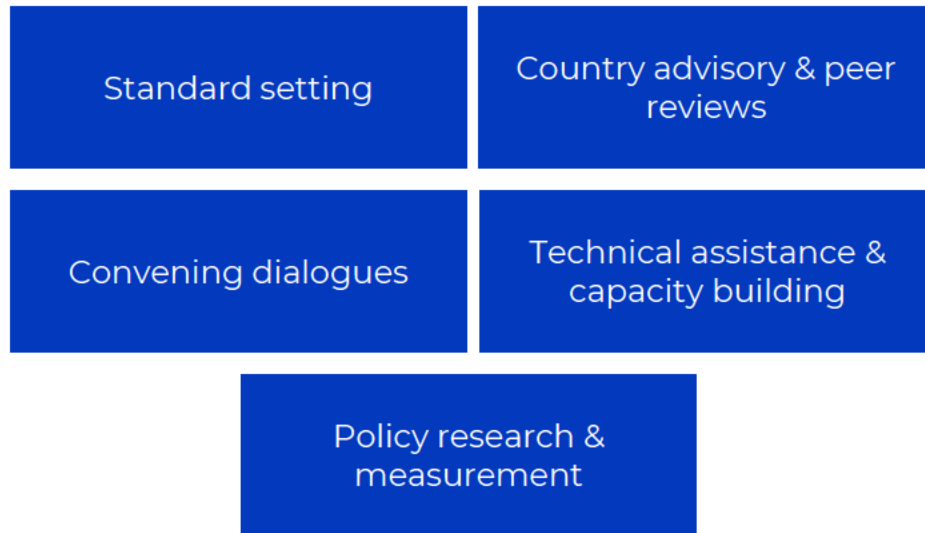 Standard setting
Country advisory & peer
reviews
Convening dialogues
Technical assistance &
capacity building
Policy research &
measurement